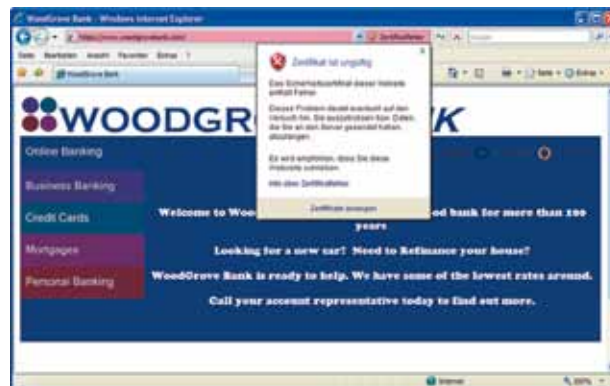 WoodGrove Bank - Windows Internet Explorer
Zertifikatfehler
Bearbeiten Ansicht Favoriten Extras ?
WoodGrove Bank
Zertifikat ist ungültig
Das Sicherheitszertifikat dieser Website
enthält Fehler.
Dieses Problem deutet eventuell auf den
Versuch hin, Sie auszutricksen bzw. Daten,
die Sie an den Server gesendet haben,
abzufangen.
Es wird empfohlen, dass Sie diese
Webseite schließen.
Zertifikate anzeigen
WOODGR K
Online Banking
Business Banking
Credit Cards
Mortgages
Personal Banking
Welcome to Woo od bank for more than 100
years
Looking for a new car? Need to Refinance your house?
WoodGrove Bank is ready to help. We have some of the lowest rates around.
Call your account representative today to find out more.
Internet